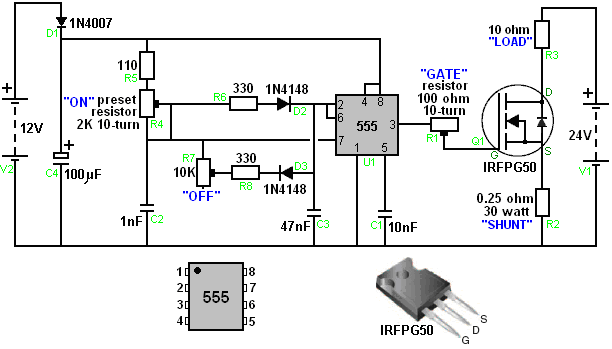 1N4007
D1
+
12V
V2
+
C4
100µF
110
R5
"ON" preset
resistor
2K 10-turn
R4
330
R6
1N4148
D2
R7
10K
"OFF"
330
R8
D3
1N4148
1nF
C2
47nF
C3
2
6
7
4
8
555
3
1
5
U1
C1
10nF
"GATE"
resistor
100 ohm
10-turn
R1
10 ohm
"LOAD"
R3
D
Q1
G
S
IRFPG50
+
24V
V1
0.25 ohm
30 watt
"SHUNT"
R2
1
2
3
4
555
8
7
6
5
IRFPG50
S
D
G